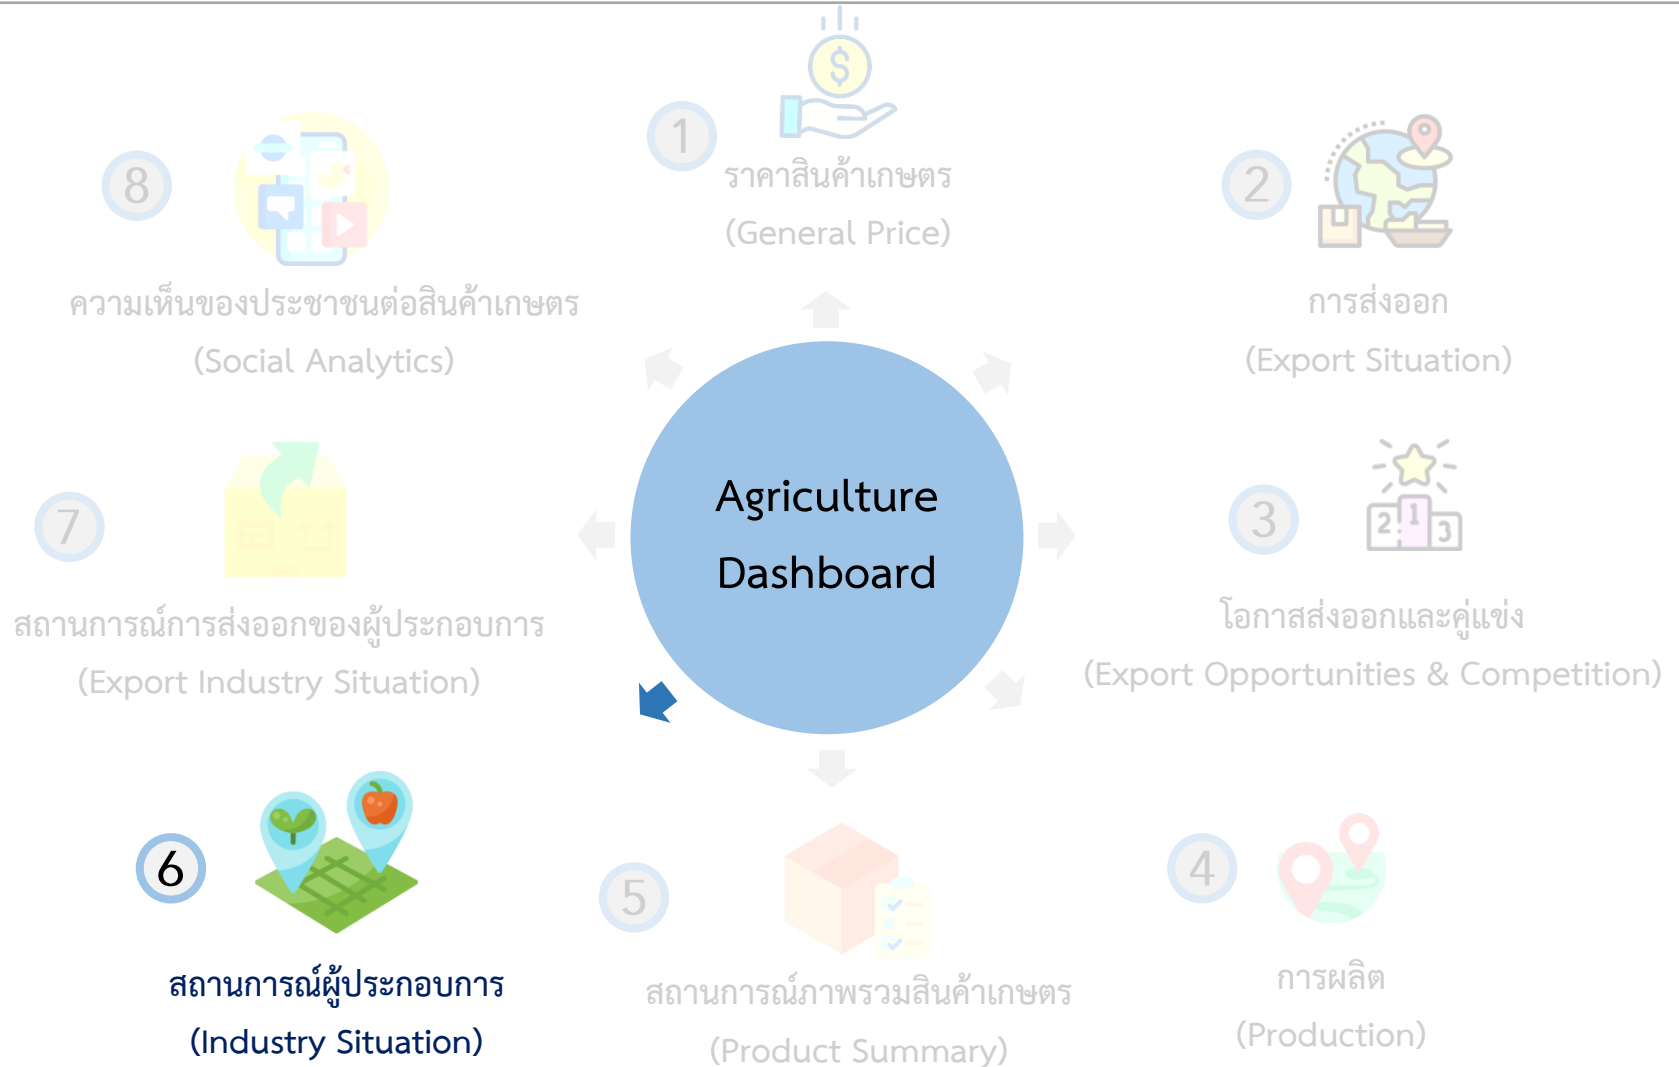 1
ราคาสินค้าเกษตร
(General Price)
2
การส่งออก
(Export Situation)
3
2 1 3
โอกาสส่งออกและคู่แข่ง
(Export Opportunities & Competition)
4
การผลิต
(Production)
5
สถานการณ์ภาพรวมสินค้าเกษตร
(Product Summary)
6
สถานการณ์ผู้ประกอบการ
(Industry Situation)
7
สถานการณ์การส่งออกของผู้ประกอบการ
(Export Industry Situation)
8
ความเห็นของประชาชนต่อสินค้าเกษตร
(Social Analytics)
Agriculture
Dashboard
$